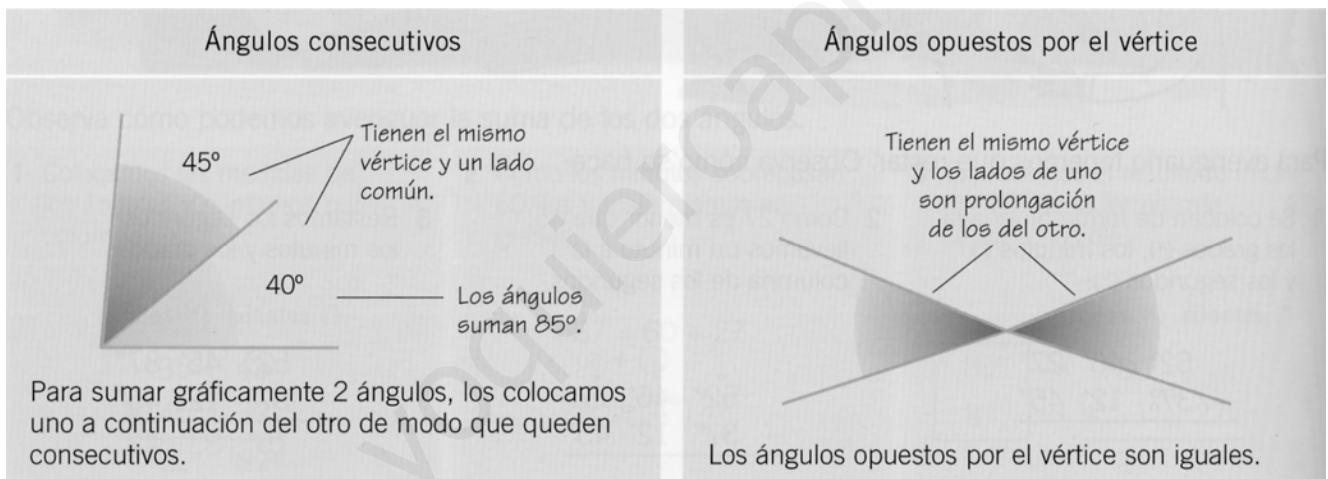 Ángulos consecutivos
45º
Tienen el mismo
vértice y un lado
común.
40º
Los ángulos
suman 85º.
Para sumar gráficamente 2 ángulos, los colocamos
uno a continuación del otro de modo que queden
consecutivos.
Ángulos opuestos por el vértice
Tienen el mismo vértice
y los lados de uno
son prolongación
de los del otro.
Los ángulos opuestos por el vértice son iguales.